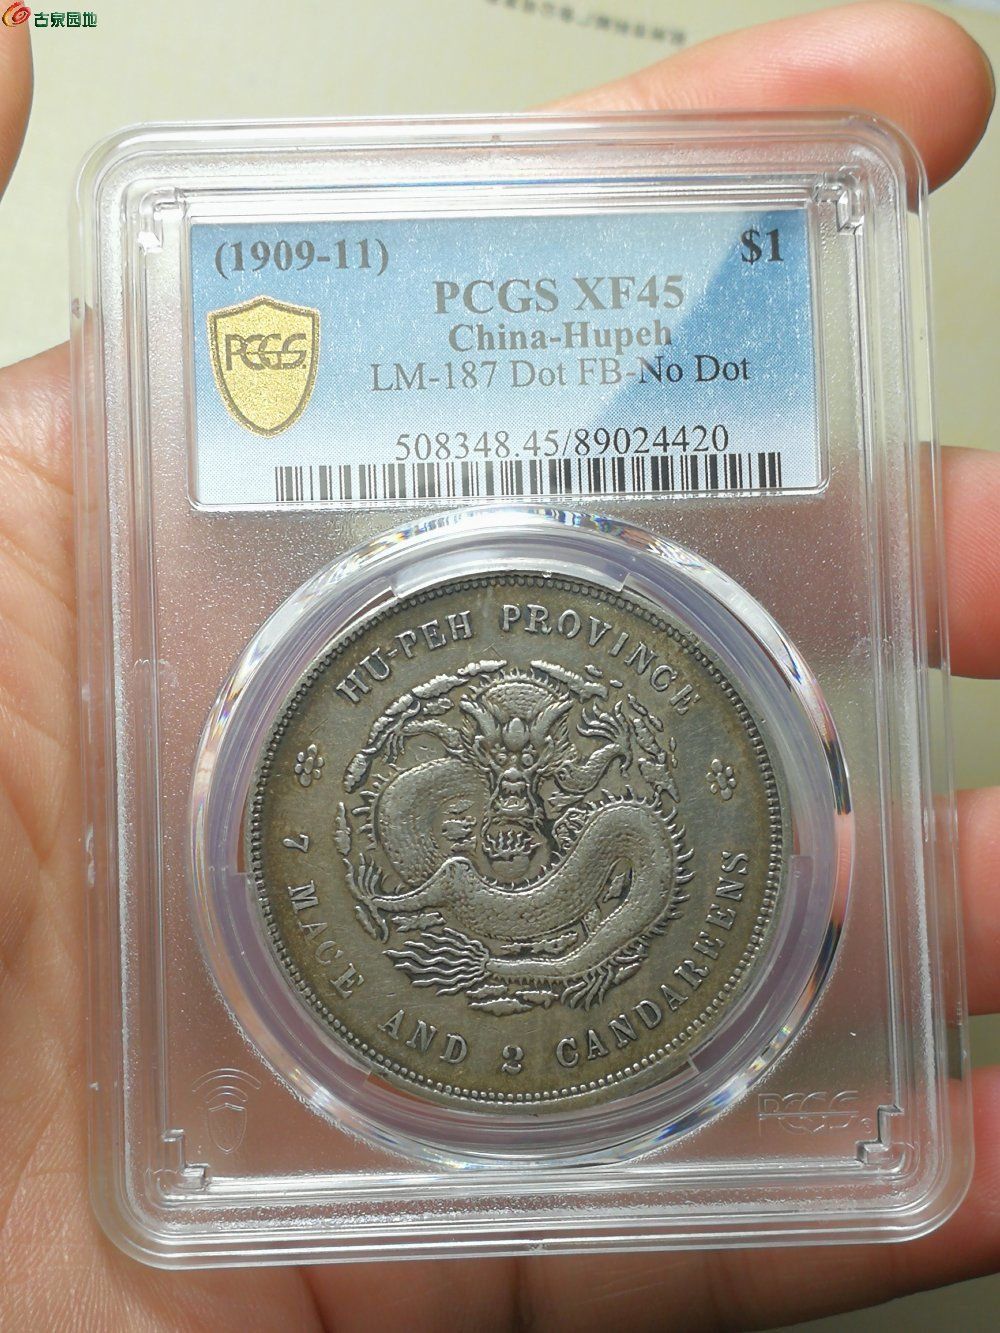 古泉园地
(1909-11)
$1
PCGS XF45
China-Hupeh
LM-187 Dot FB-No Dot
PCGS
508348.45/89024420
HU-PEH PROVINCE
7 MACE AND 2 CANDAREENS
PCGS